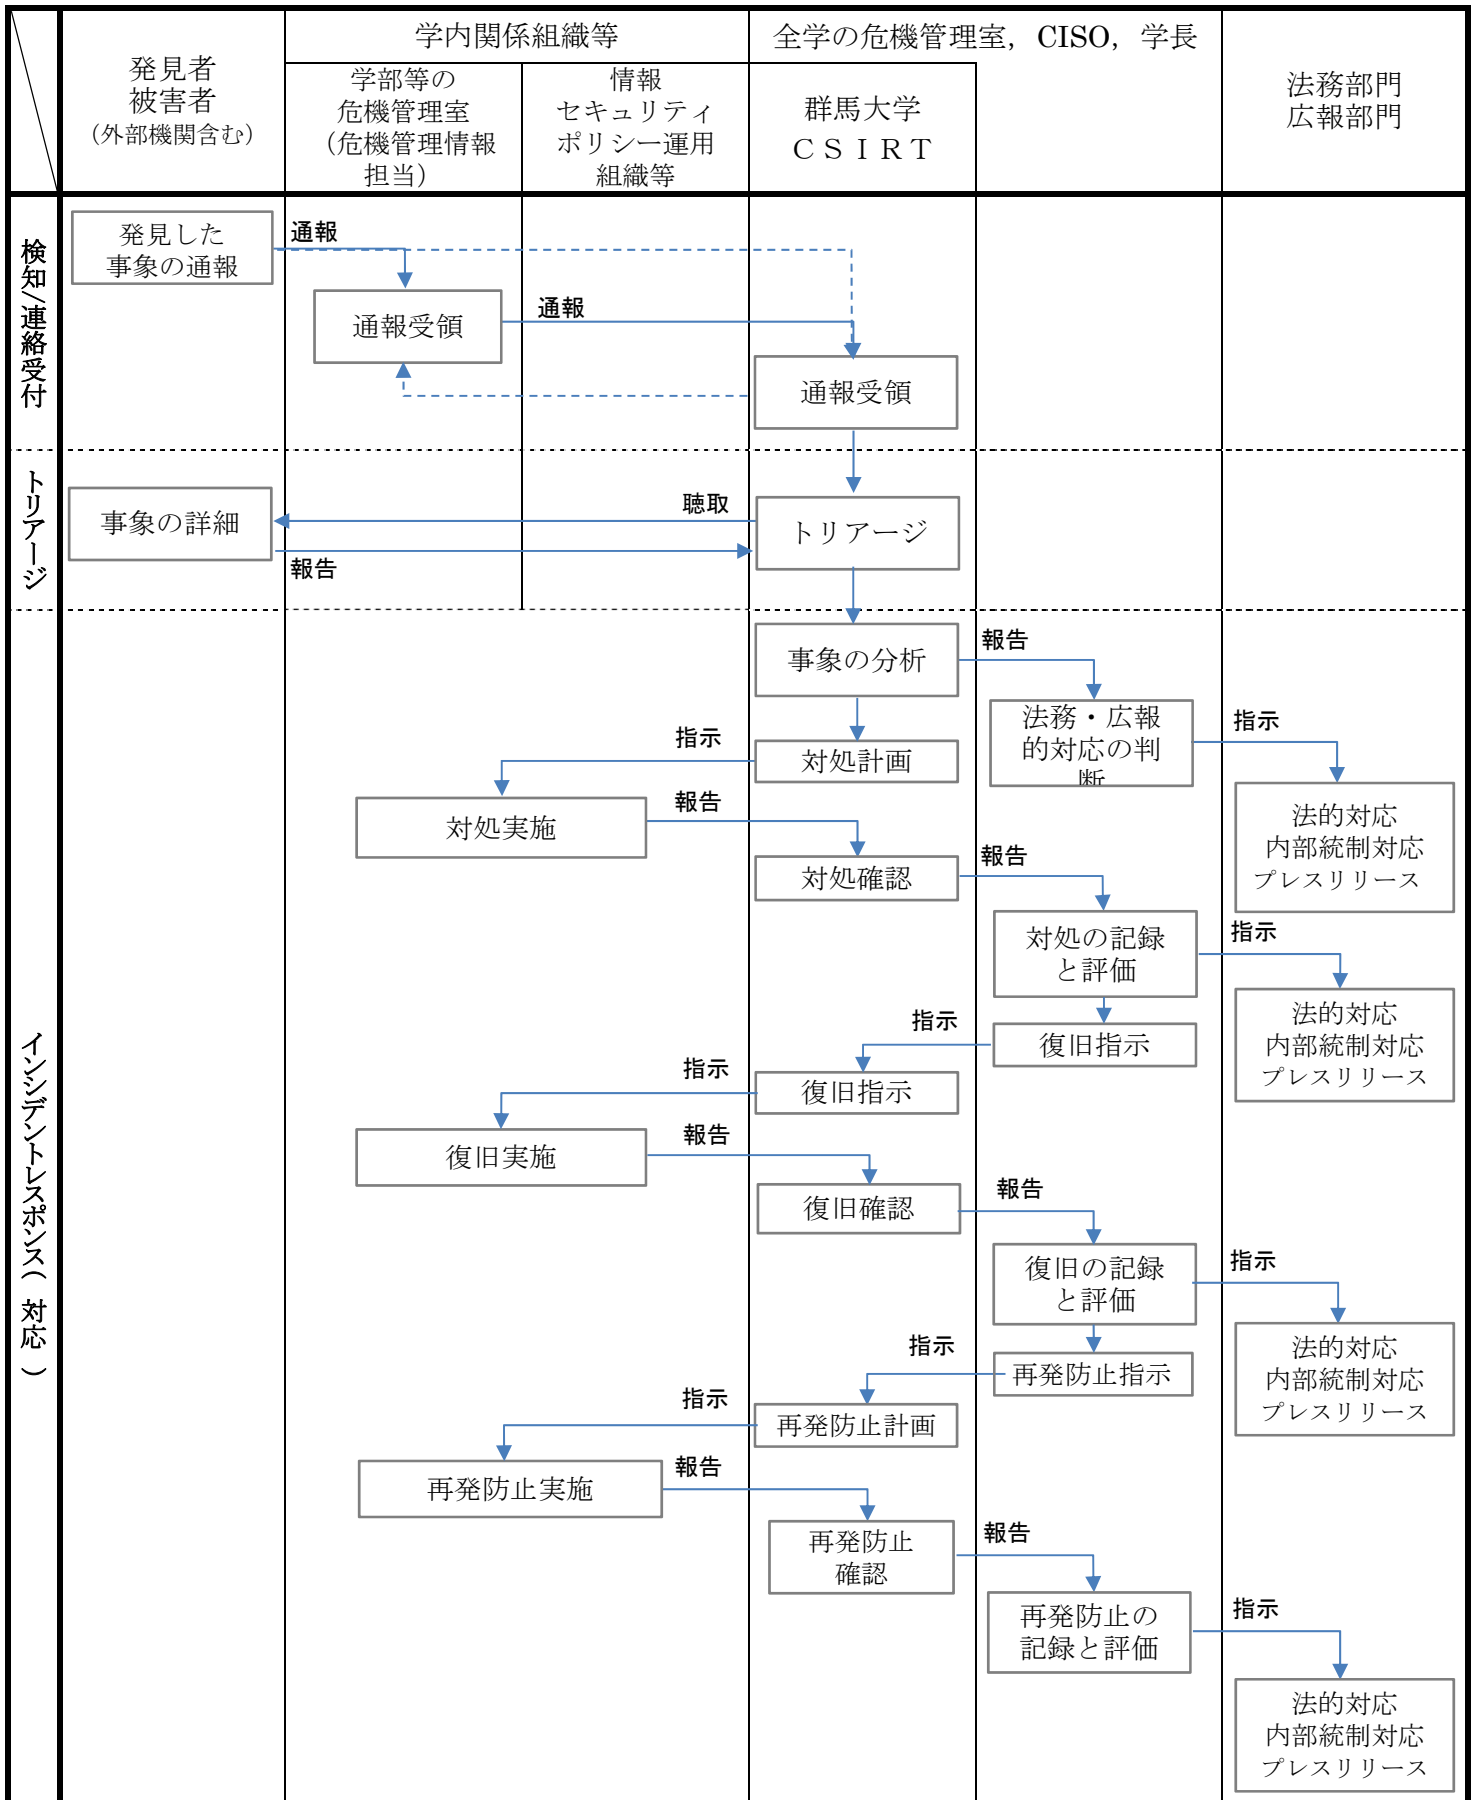 発見者
被害者
（外部機関含む）
学内関係組織等
学部等の
危機管理室
（危機管理情報
担当）
情報
セキュリティ
ポリシー運用
組織等
全学の危機管理室，CISO，学長
群馬大学
ＣＳＩＲＴ
法務部門
広報部門
検知/連絡受付
発見した
事象の通報
通報
通報受領
通報
通報受領
トリアージ
事象の詳細
聴取
報告
トリアージ
インシデントレスポンス（対応）
事象の分析
報告
法務・広報
的対応の判
断
指示
法的対応
内部統制対応
プレスリリース
対処計画
指示
対処実施
報告
対処確認
報告
対処の記録
と評価
指示
法的対応
内部統制対応
プレスリリース
復旧指示
指示
復旧指示
指示
復旧実施
報告
復旧確認
報告
復旧の記録
と評価
指示
法的対応
内部統制対応
プレスリリース
再発防止指示
指示
再発防止計画
指示
再発防止実施
報告
再発防止
確認
報告
再発防止の
記録と評価
指示
法的対応
内部統制対応
プレスリリース